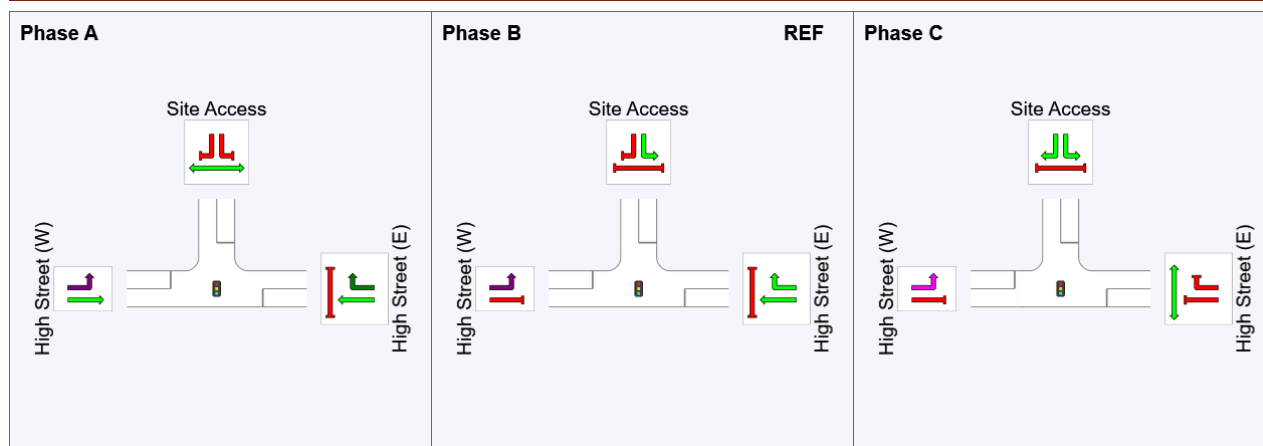 Phase A
Site Access
High Street (W)
High Street (E)
Phase B
REF
Site Access
High Street (W)
High Street (E)
Phase C
Site Access
High Street (W)
High Street (E)